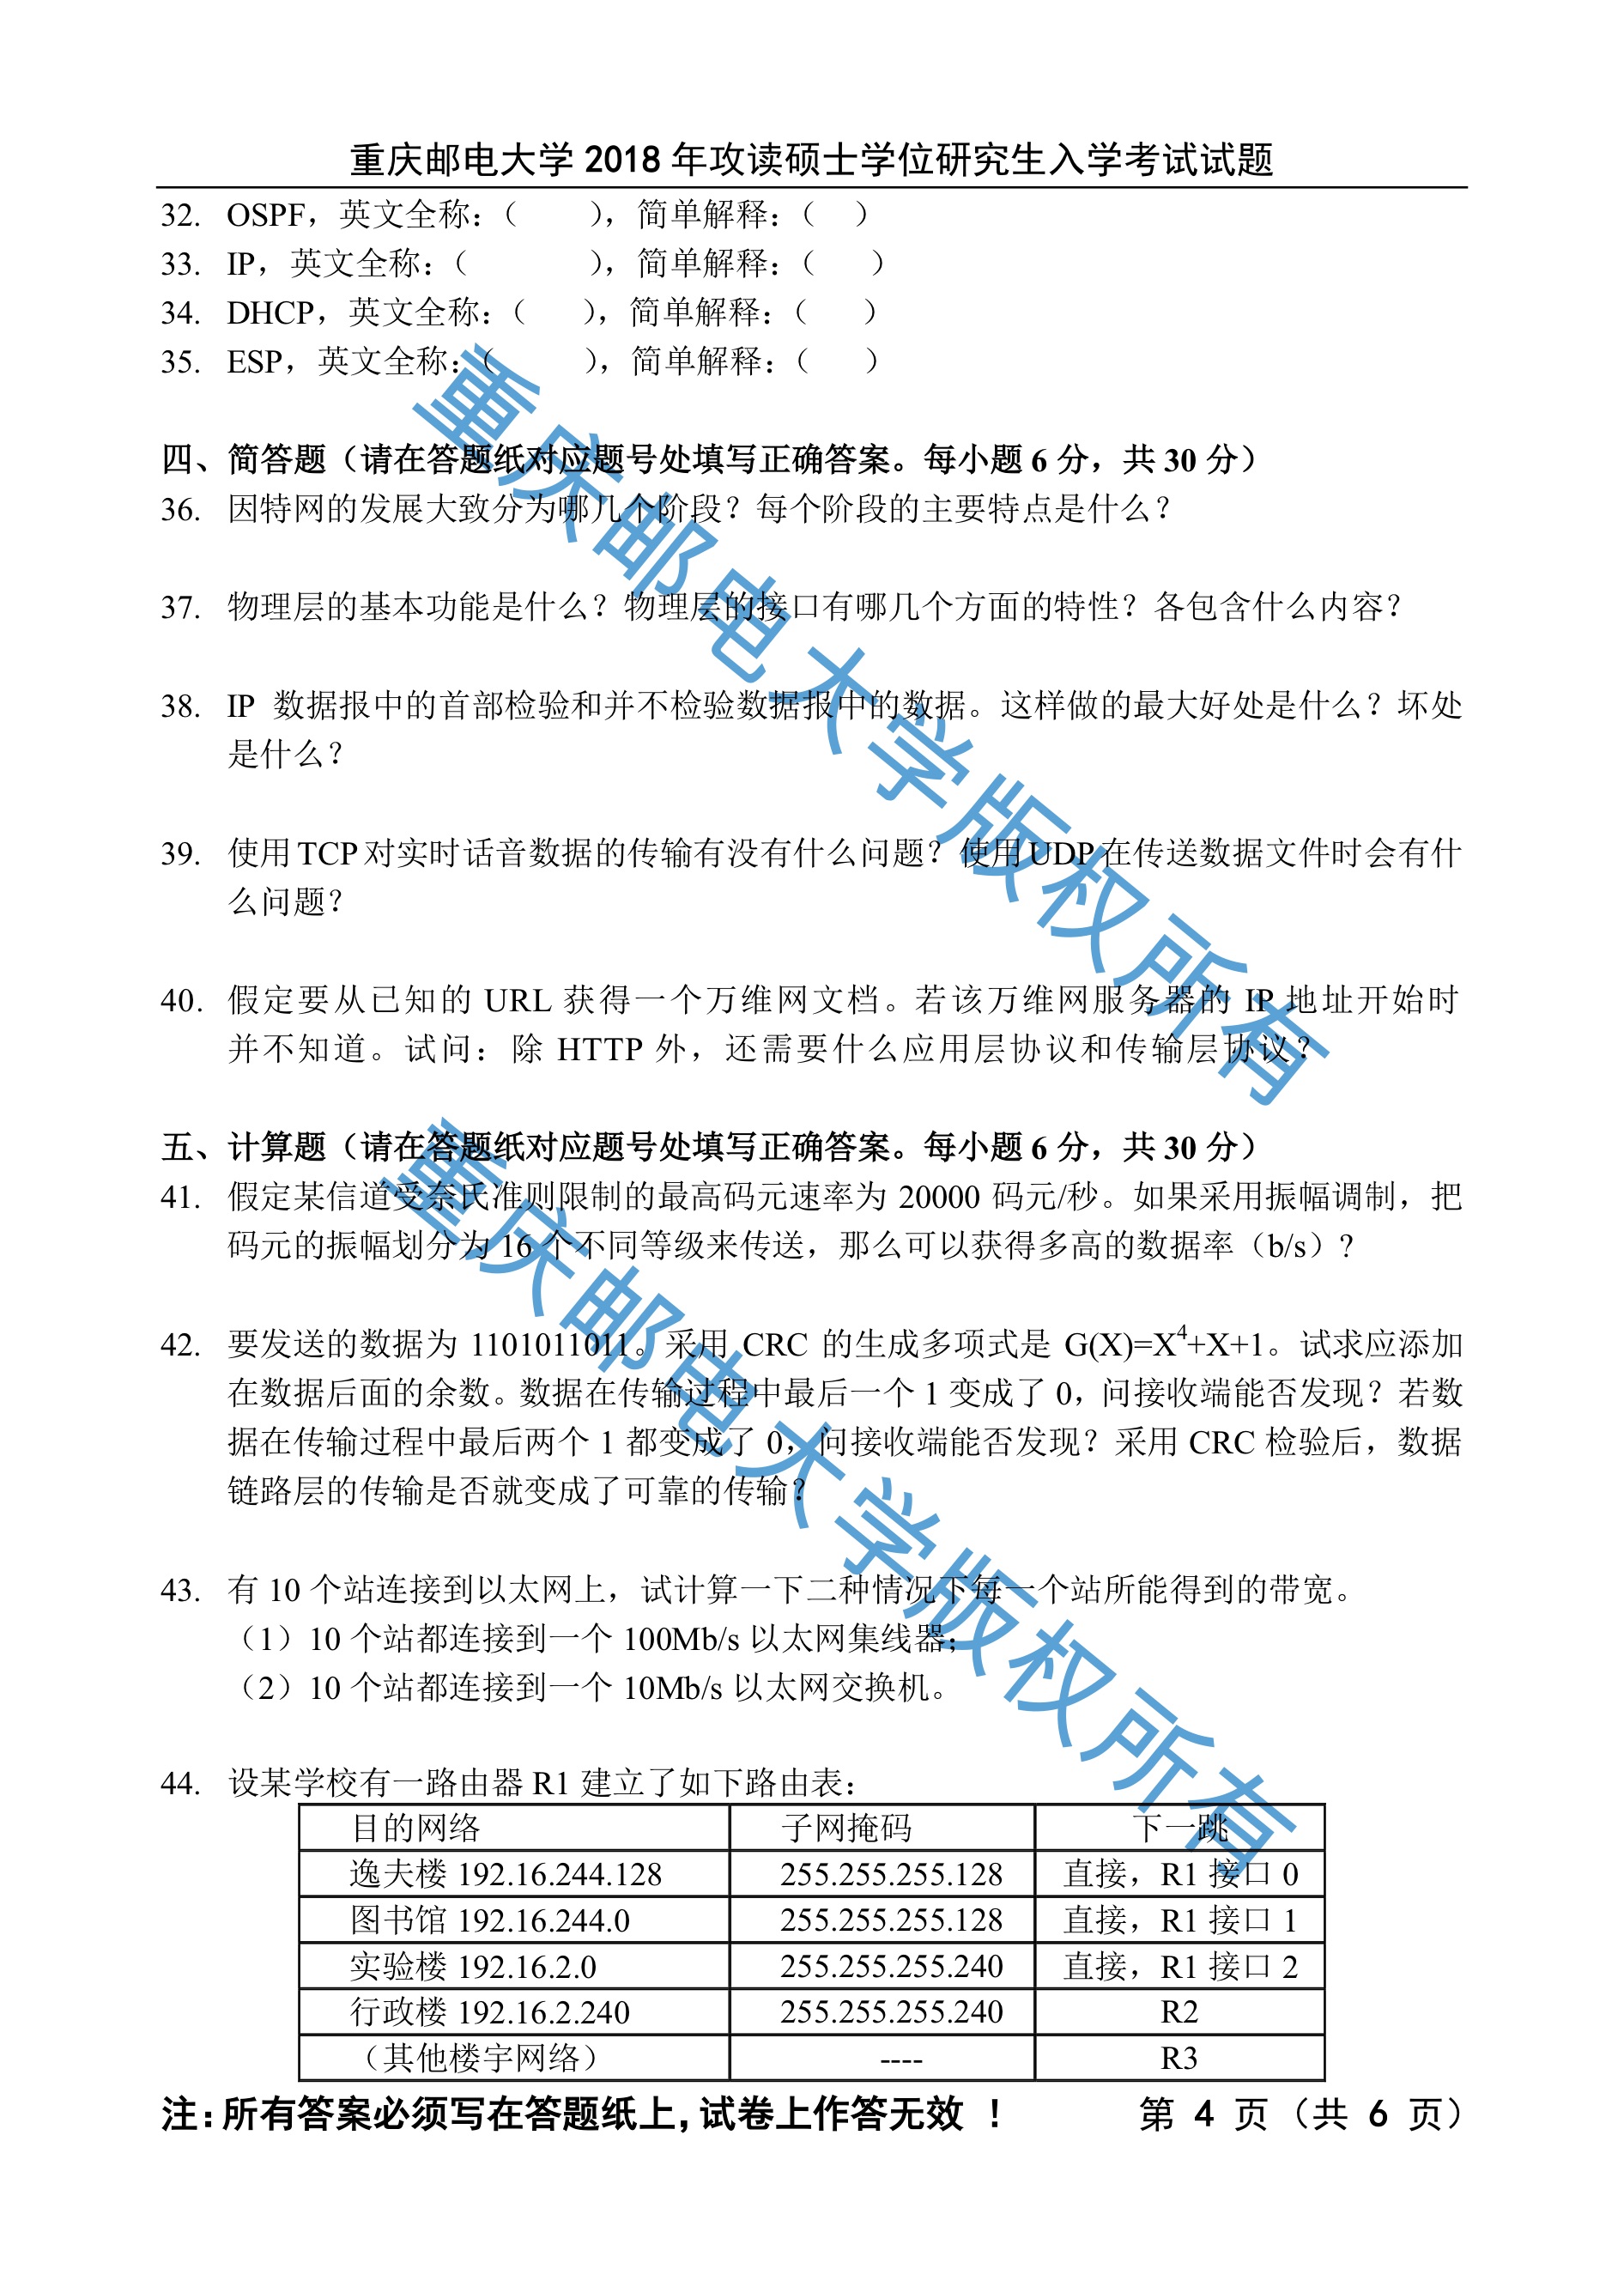 重庆邮电大学 2018 年攻读硕士学位研究生入学考试试题
32. OSPF，英文全称：（　　），简单解释：（　）
33. IP，英文全称：（　　　），简单解释：（　）
34. DHCP，英文全称：（　　），简单解释：（　）
35. ESP，英文全称：（　　），简单解释：（　）
四、简答题（请在答题纸对应题号处填写正确答案。每小题 6 分，共 30 分）
36. 因特网的发展大致分为哪几个阶段？每个阶段的主要特点是什么？
37. 物理层的基本功能是什么？物理层的接口有哪几个方面的特性？各包含什么内容？
38. IP 数据报中的首部检验和并不检验数据报中的数据。这样做的最大好处是什么？坏处
是什么？
39. 使用 TCP 对实时话音数据的传输有没有什么问题？使用 UDP 在传送数据文件时会有什
么问题？
40. 假定要从已知的 URL 获得一个万维网文档。若该万维网服务器的 IP 地址开始时
并不知道。试问：除 HTTP 外，还需要什么应用层协议和传输层协议？
五、计算题（请在答题纸对应题号处填写正确答案。每小题 6 分，共 30 分）
41. 假定某信道受奈氏准则限制的最高码元速率为 20000 码元/秒。如果采用振幅调制，把
码元的振幅划分为 16 个不同等级来传送，那么可以获得多高的数据率（b/s）?
42. 要发送的数据为 1101011011。采用 CRC 的生成多项式是 G(X)=X⁴+X+1。试求应添加
在数据后面的余数。数据在传输过程中最后一个 1 变成了 0，问接收端能否发现？若数
据在传输过程中最后两个 1 都变成了 0，问接收端能否发现？采用 CRC 检验后，数据
链路层的传输是否就变成了可靠的传输？
43. 有 10 个站连接到以太网上，试计算一下二种情况下每一个站所能得到的带宽。
（1）10 个站都连接到一个 100Mb/s 以太网集线器；
（2）10 个站都连接到一个 10Mb/s 以太网交换机。
44. 设某学校有一路由器 R1 建立了如下路由表：
目的网络 子网掩码 下一跳
逸夫楼 192.16.244.128 255.255.255.128 直接，R1 接口 0
图书馆 192.16.244.0 255.255.255.128 直接，R1 接口 1
实验楼 192.16.2.0 255.255.255.240 直接，R1 接口 2
行政楼 192.16.2.240 255.255.255.240 R2
（其他楼宇网络） ---- R3
注：所有答案必须写在答题纸上，试卷上作答无效 ！ 第 4 页（共 6 页）
重庆邮电大学版权所有
重庆邮电大学版权所有